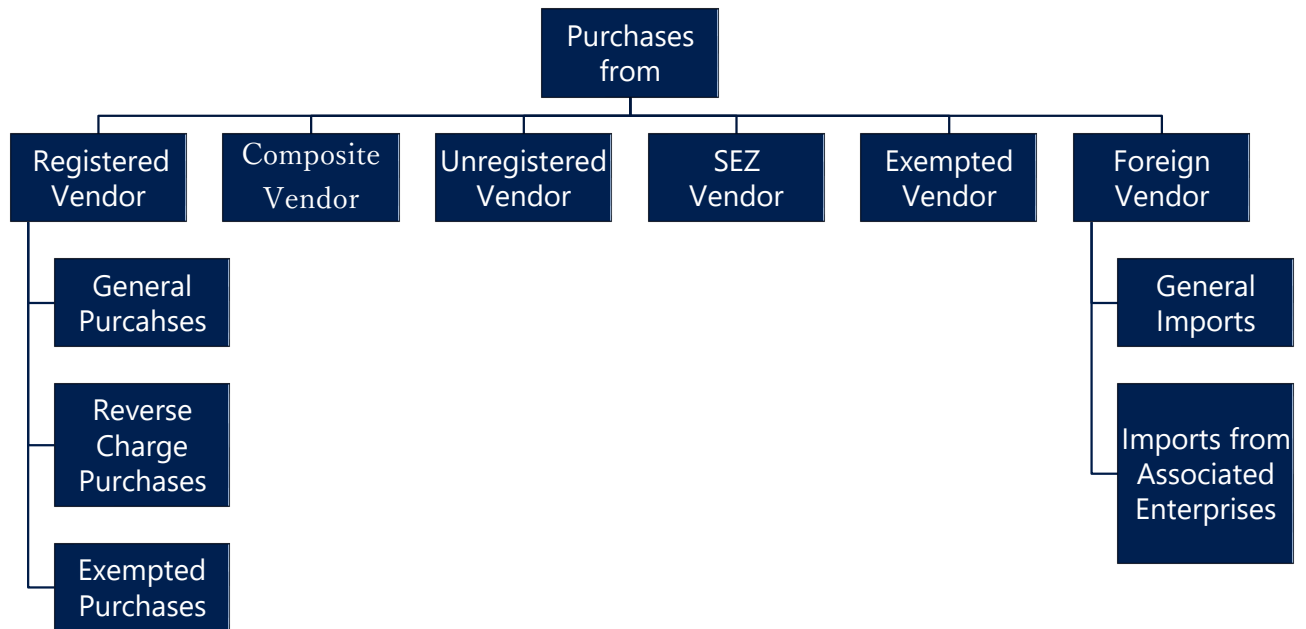 Purchases
from
Registered
Vendor
Composite
Vendor
Unregistered
Vendor
SEZ
Vendor
Exempted
Vendor
Foreign
Vendor
General
Purcahses
Reverse
Charge
Purchases
Exempted
Purchases
General
Imports
Imports from
Associated
Enterprises